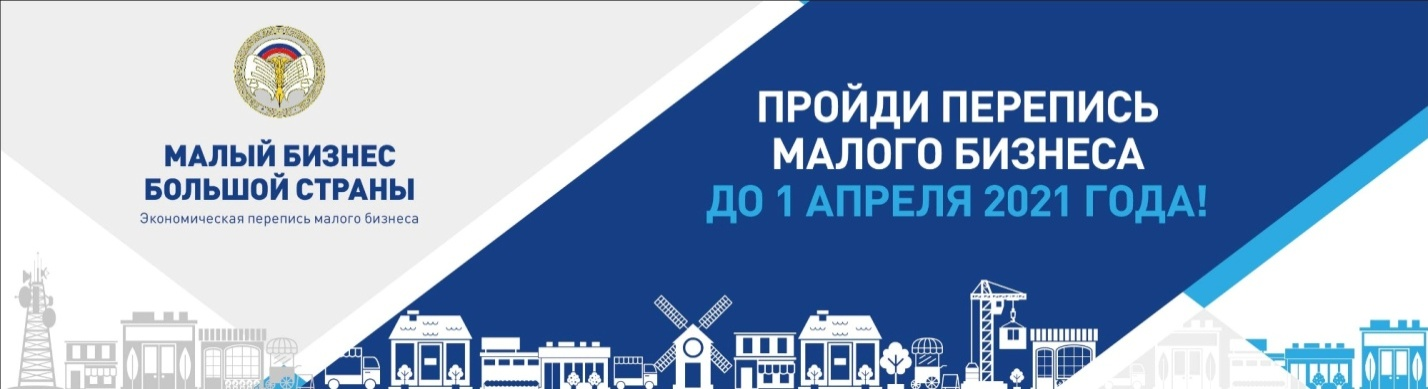 МАЛЫЙ БИЗНЕС
БОЛЬШОЙ СТРАНЫ
Экономическая перепись малого бизнеса
ПРОЙДИ ПЕРЕПИСЬ
МАЛОГО БИЗНЕСА
ДО 1 АПРЕЛЯ 2021 ГОДА!